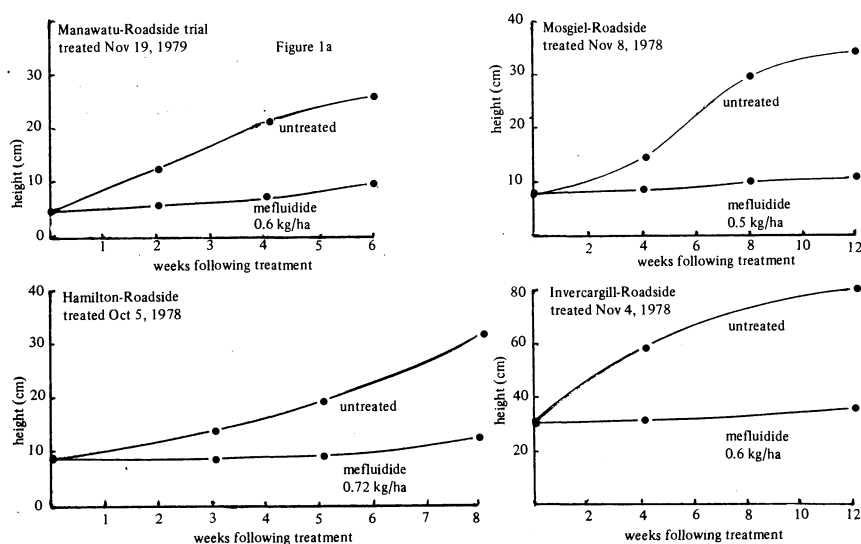 Manawatu-Roadside trial
treated Nov 19, 1979
Figure 1a
30
20
10
0
height (cm)
untreated
mefluidide
0.6 kg/ha
1 2 3 4 5 6
weeks following treatment
Mosgiel-Roadside
treated Nov 8, 1978
40
30
20
10
0
height (cm)
untreated
mefluidide
0.5 kg/ha
2 4 6 8 10 12
weeks following treatment
Hamilton-Roadside
treated Oct 5, 1978
40
30
20
10
0
height (cm)
untreated
mefluidide
0.72 kg/ha
1 2 3 4 5 6 7 8
weeks following treatment
Invercargill-Roadside
treated Nov 4, 1978
80
60
40
20
height (cm)
untreated
mefluidide
0.6 kg/ha
2 4 6 8 10 12
weeks following treatment